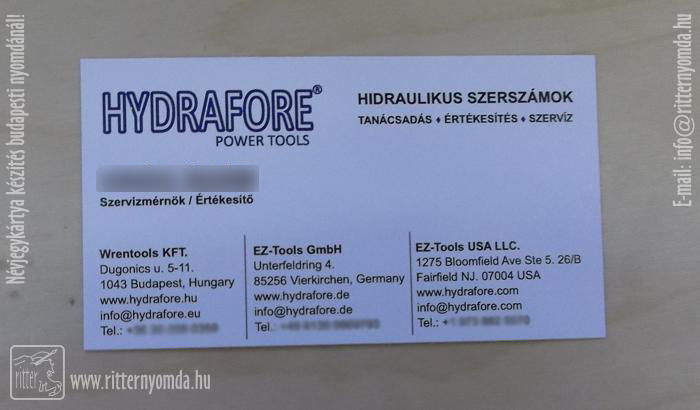 Névjegykártya készítés budapesti nyomdánál!
HYDRAFORE®
POWER TOOLS
HIDRAULIKUS SZERSZÁMOK
TANÁCSADÁS ♦ ÉRTÉKESÍTÉS ♦ SZERVÍZ
Szervizmérnök / Értékesítő
Wrentools KFT.
Dugonics u. 5-11.
1043 Budapest, Hungary
www.hydrafore.hu
info@hydrafore.eu
Tel.:
EZ-Tools GmbH
Unterfeldring 4.
85256 Vierkirchen, Germany
www.hydrafore.de
info@hydrafore.de
Tel.:
EZ-Tools USA LLC.
1275 Bloomfield Ave Ste 5. 26/B
Fairfield NJ. 07004 USA
www.hydrafore.com
info@hydrafore.com
Tel.:
E-mail: info@ritternyomda.hu
ritter
www.ritternyomda.hu